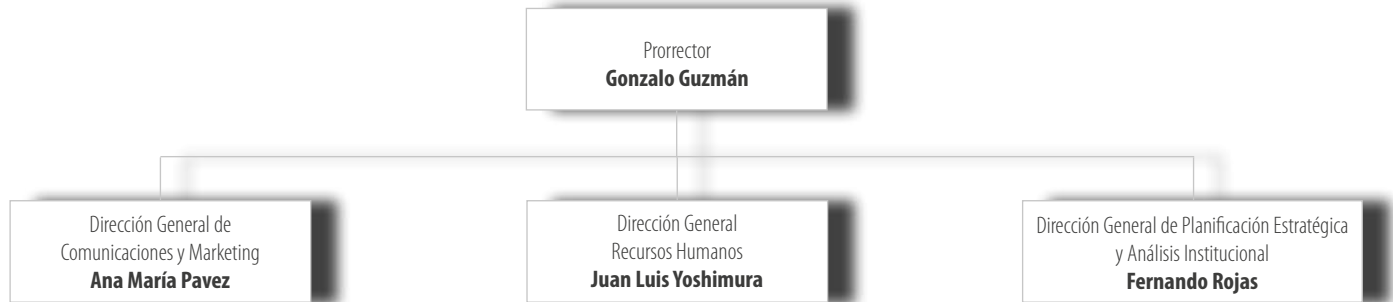 Prorrector
Gonzalo Guzmán
Dirección General de
Comunicaciones y Marketing
Ana María Pavez
Dirección General
Recursos Humanos
Juan Luis Yoshimura
Dirección General de Planificación Estratégica
y Análisis Institucional
Fernando Rojas